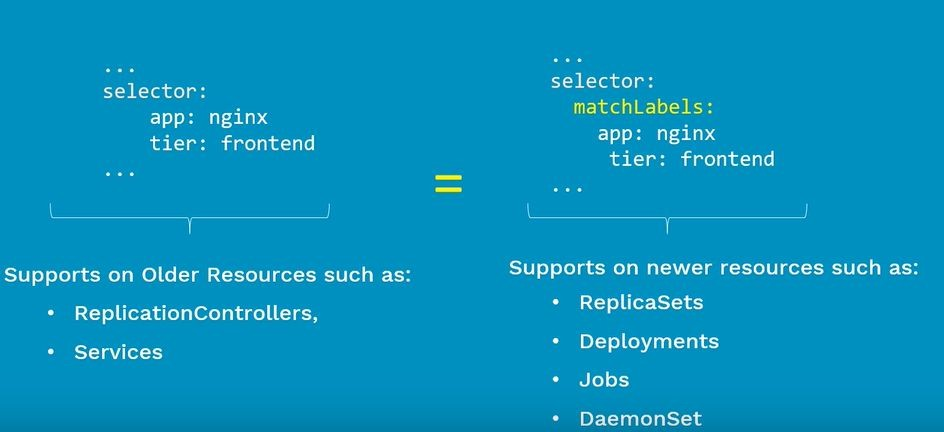 ...
selector:
    app: nginx
    tier: frontend
...
Supports on Older Resources such as:
• ReplicationControllers,
• Services
=
...
selector:
  matchLabels:
    app: nginx
     tier: frontend
...
Supports on newer resources such as:
• ReplicaSets
• Deployments
• Jobs
• DaemonSet